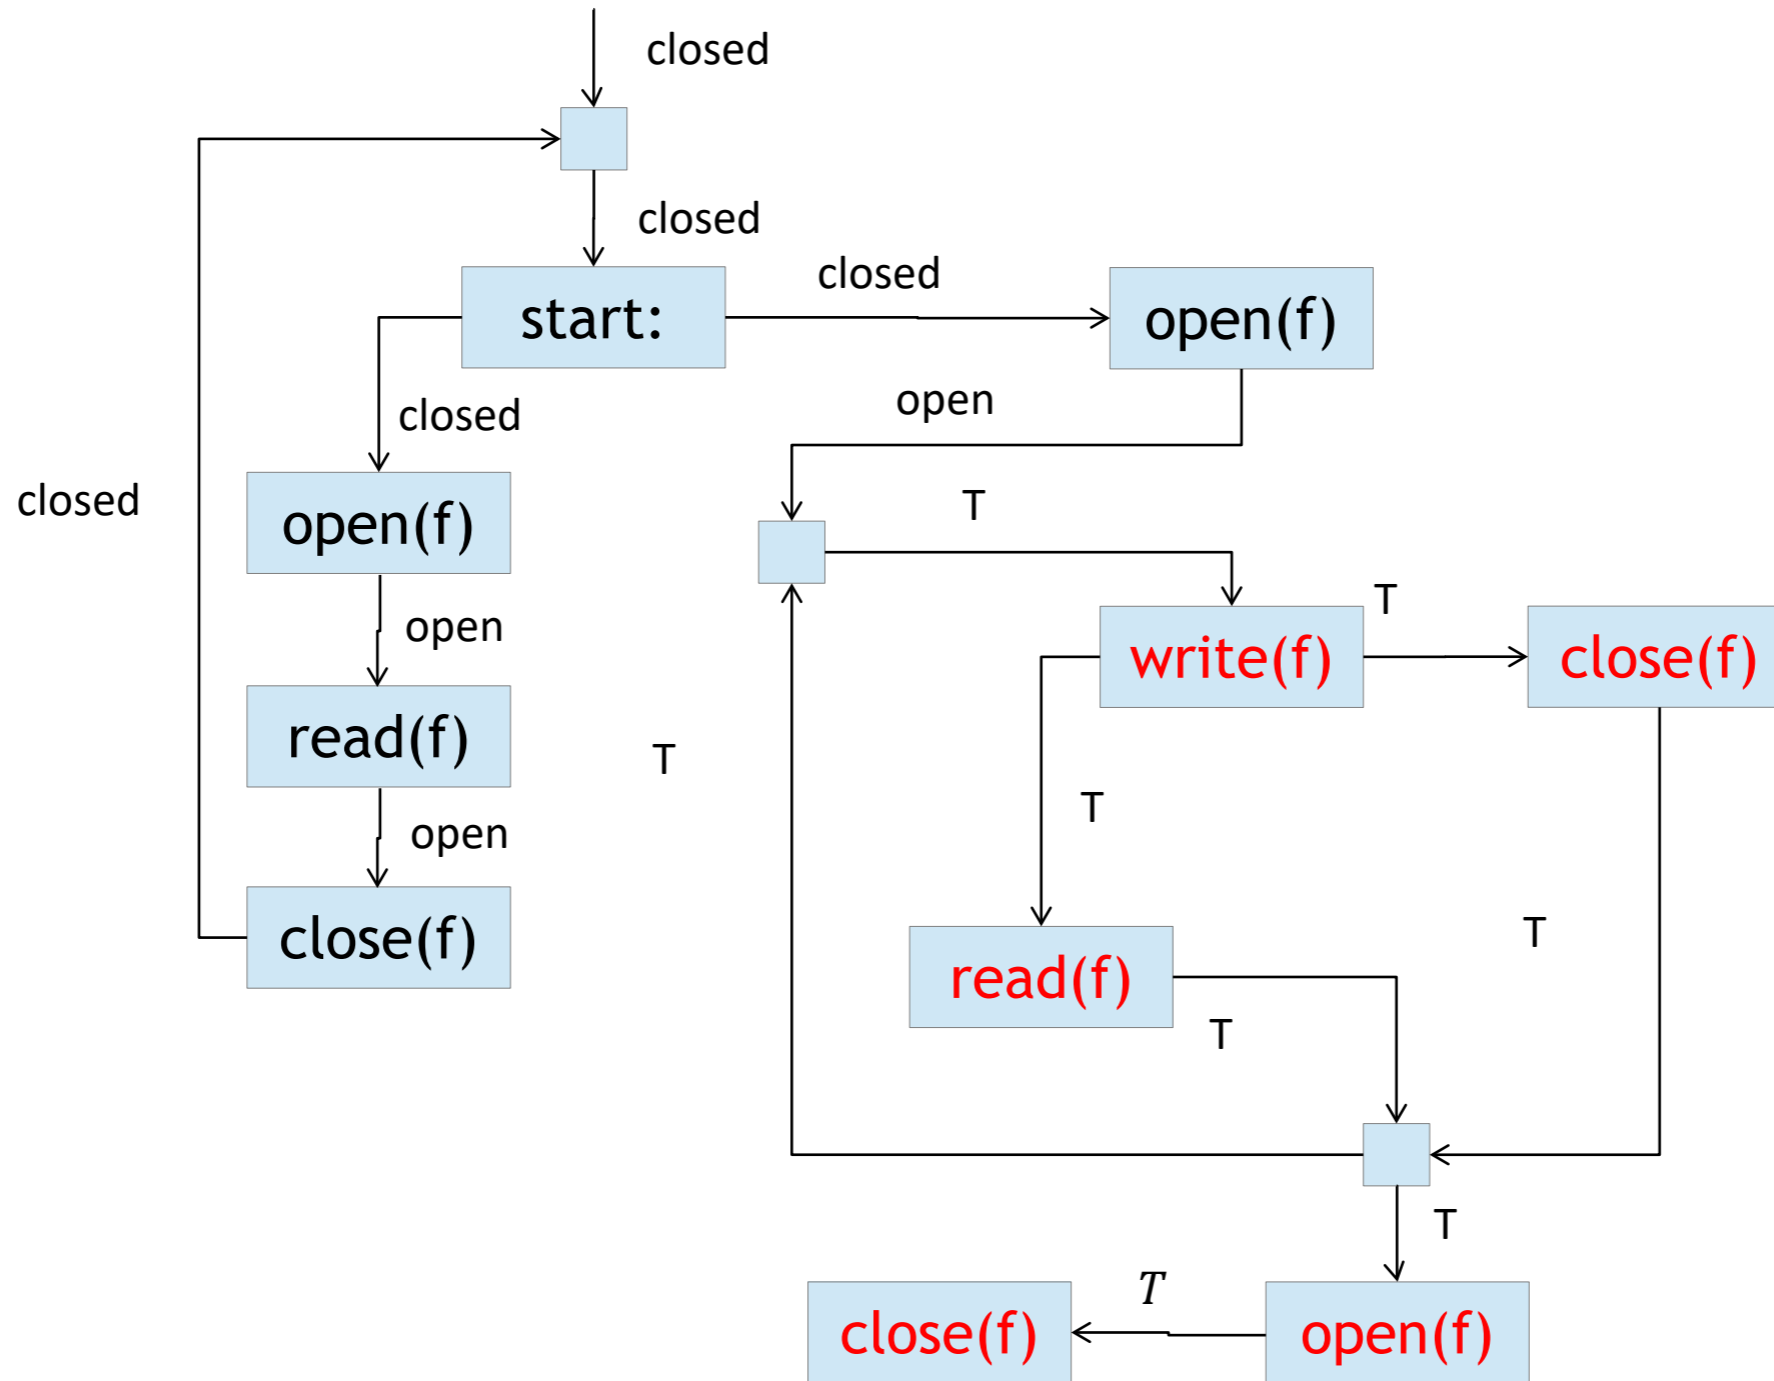 closed
closed
start:
closed
open(f)
closed
open
closed
open(f)
T
open
T
write(f)
T
close(f)
read(f)
T
T
open
T
close(f)
read(f)
T
T
T
close(f)
open(f)